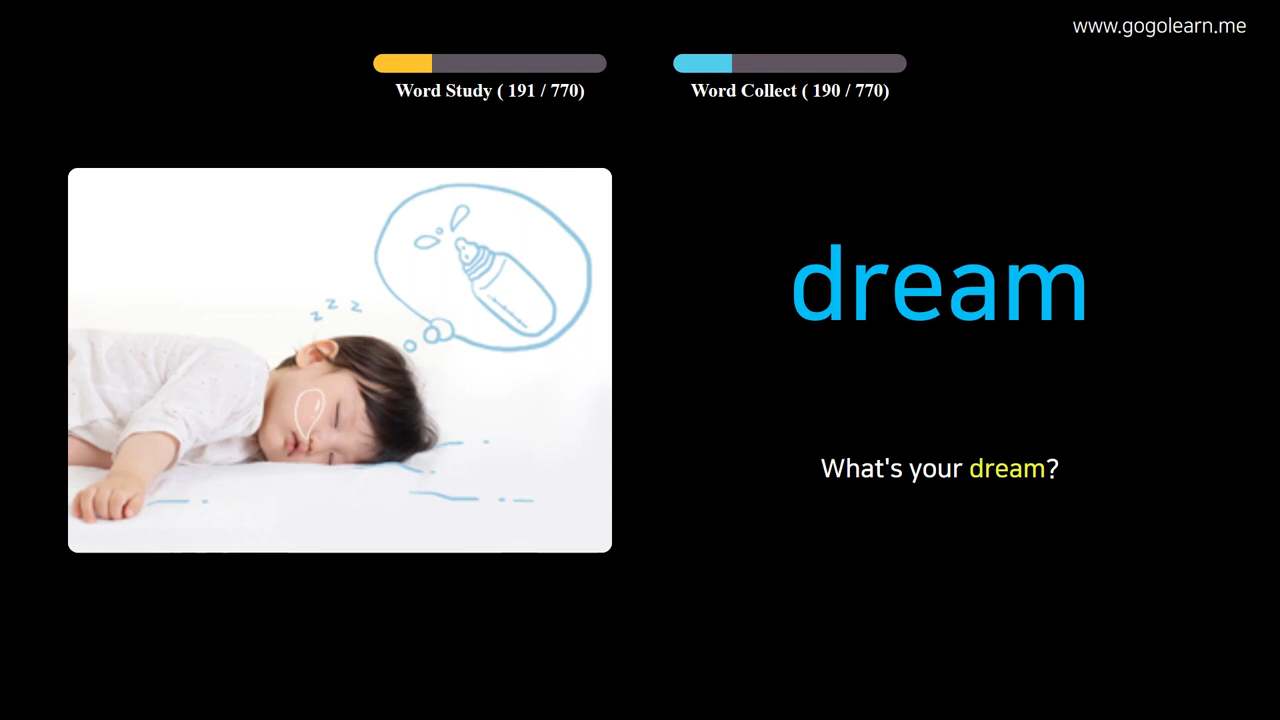 www.gogolearn.me
Word Study ( 191 / 770)
Word Collect ( 190 / 770)
z z z
dream
What's your dream?